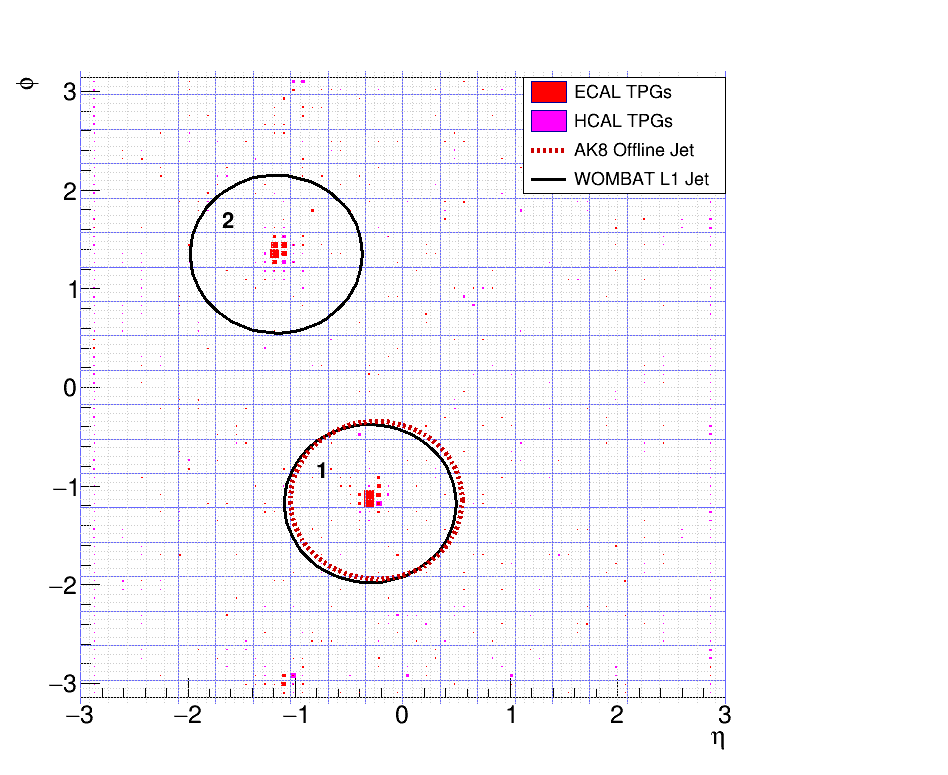 ϕ
3
2
1
0
−1
−2
−3
ECAL TPGs
HCAL TPGs
AK8 Offline Jet
WOMBAT L1 Jet
2
1
−3 −2 −1 0 1 2 3
η